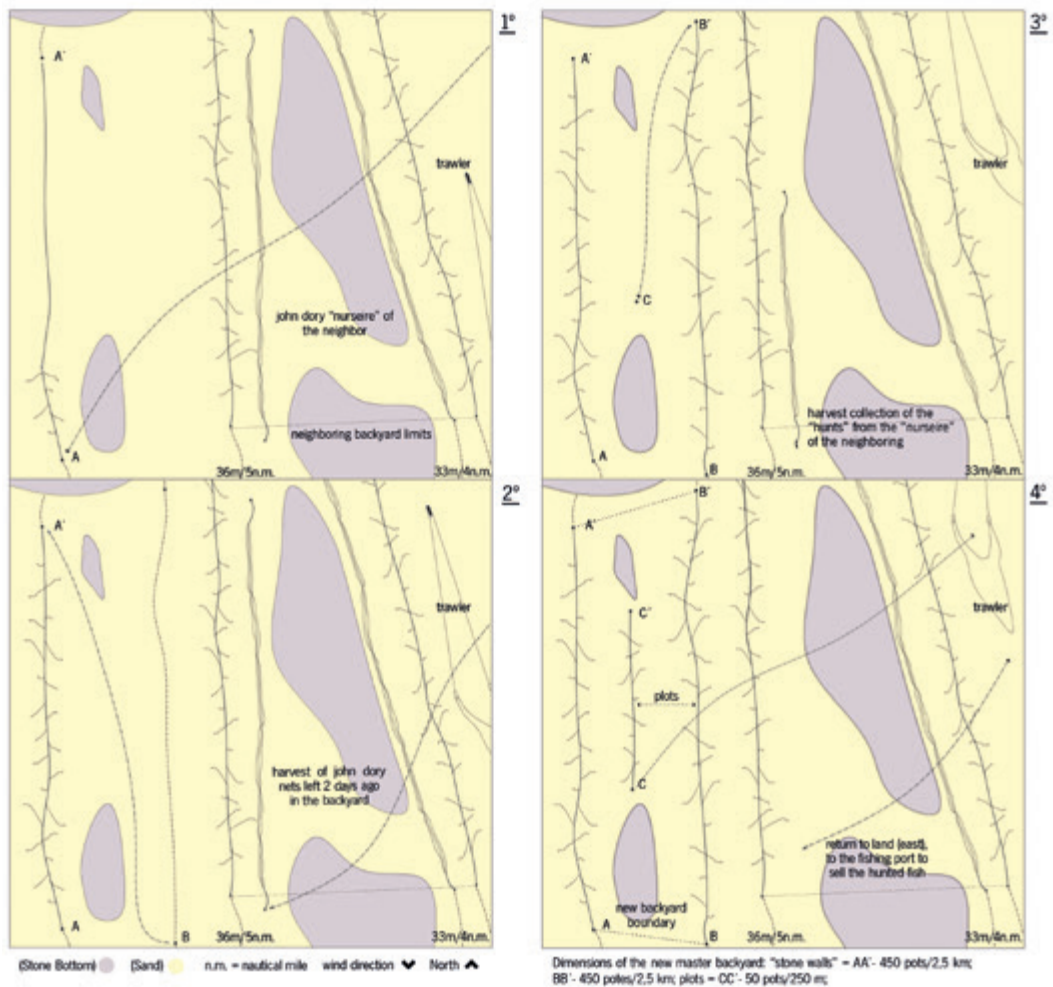 1°
A'
trawler
john dory "nurseire" of
the neighbor
neighboring backyard limits
A
36m/5n.m.
33m/4n.m.
3°
B'
A'
trawler
C
harvest collection of the
"hunts" from the "nurseire"
of the neighboring
A
B
36m/5n.m.
33m/4n.m.
2°
A'
trawler
harvest of john dory
nets left 2 days ago
in the backyard
A
B
36m/5n.m.
33m/4n.m.
4°
B'
A'
trawler
C'
plots
C
return to land (east),
to the fishing port to
sell the hunted fish
new backyard
boundary
A
B
36m/5n.m.
33m/4n.m.
(Stone Bottom) (Sand) n.m. = nautical mile wind direction North
Dimensions of the new master backyard: "stone walls" = AA'- 450 pots/2,5 km;
BB'- 450 potes/2,5 km; plots = CC'- 50 pots/250 m;